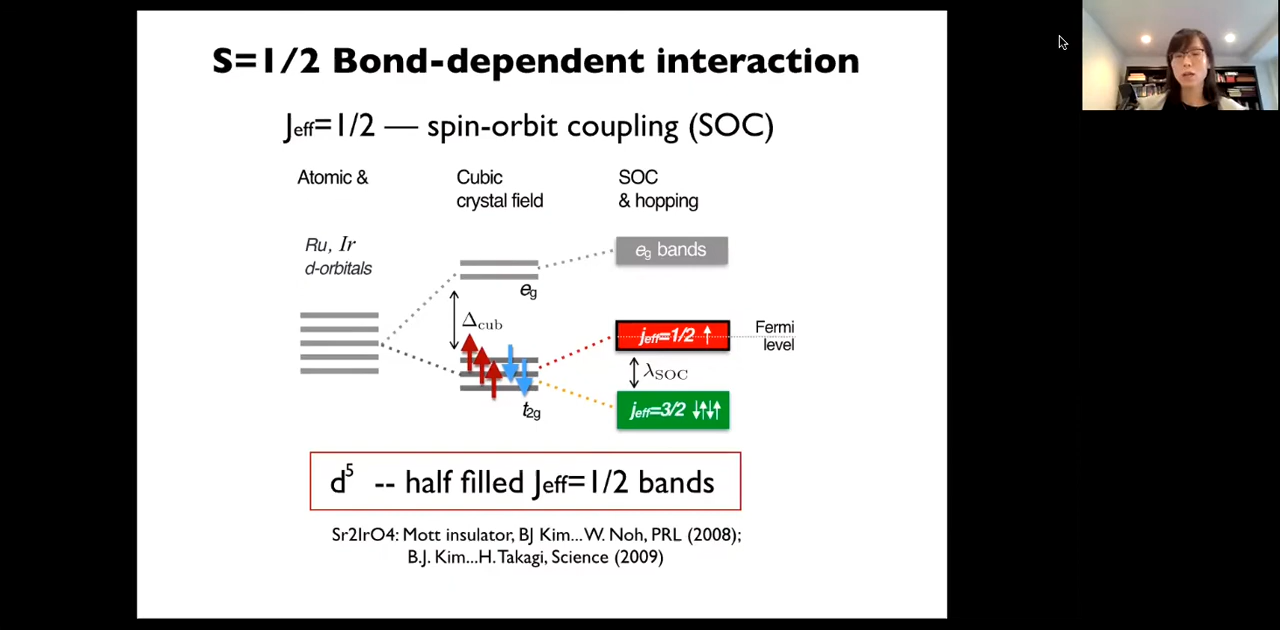 S=1/2 Bond-dependent interaction
Jeff=1/2 — spin-orbit coupling (SOC)
Atomic &
Cubic
crystal field
SOC
& hopping
Ru, Ir
d-orbitals
eg bands
eg
Δcub
jeff=1/2 ↑
Fermi
level
λSOC
jeff=3/2 ↓↑↓↑
t2g
d⁵ -- half filled Jeff=1/2 bands
Sr2IrO4: Mott insulator, BJ Kim...W. Noh, PRL (2008);
B.J. Kim...H. Takagi, Science (2009)